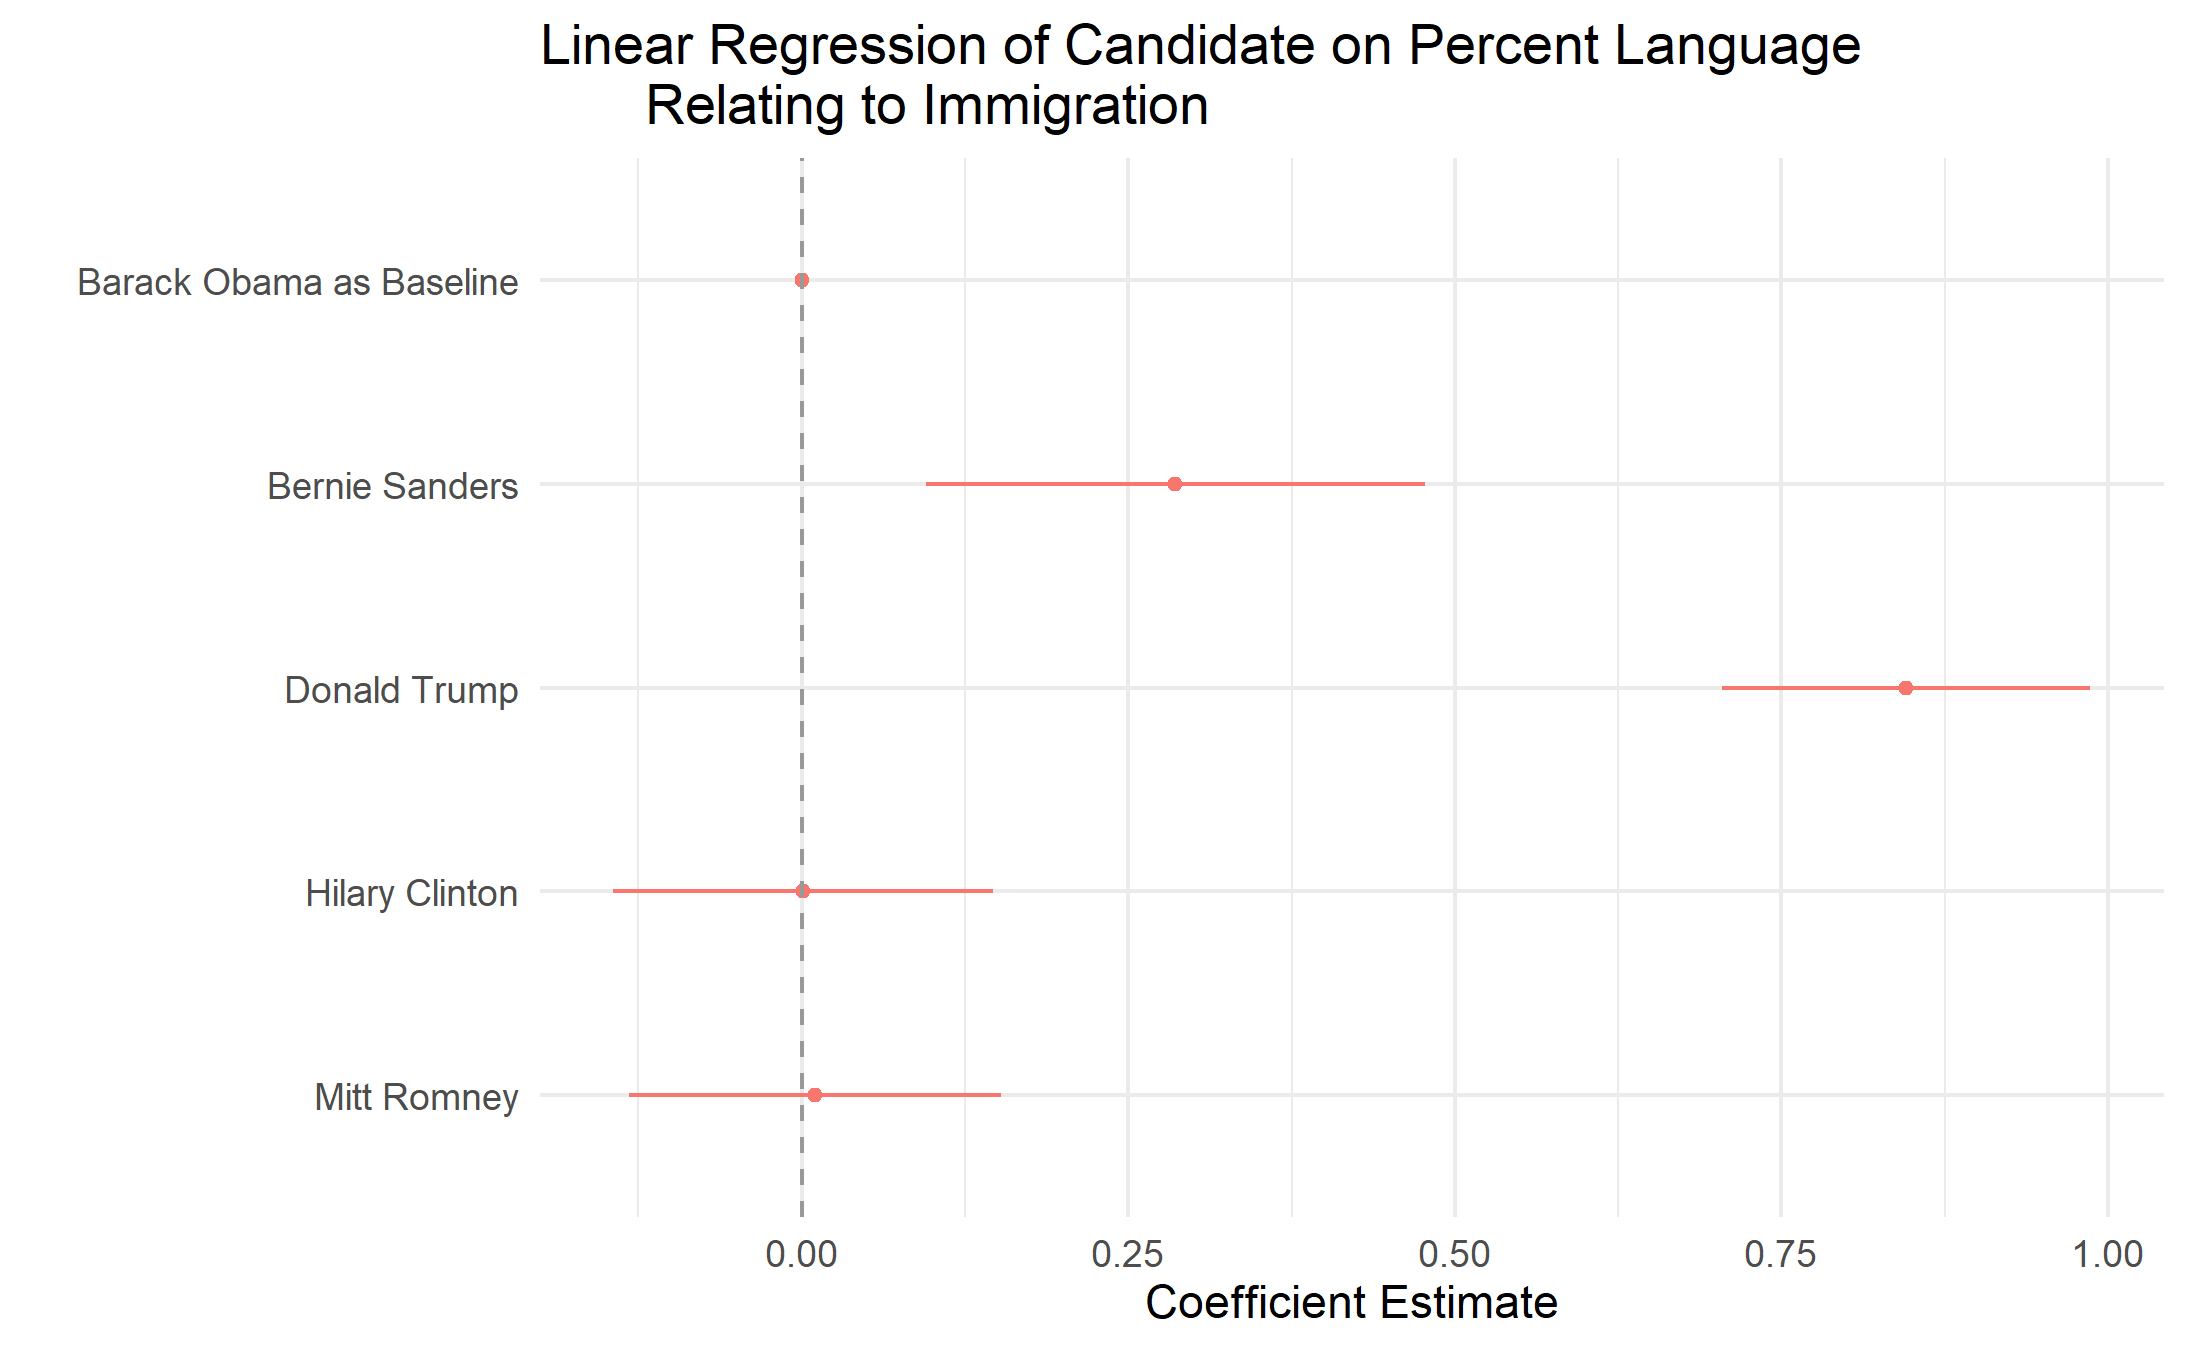 Linear Regression of Candidate on Percent Language
Relating to Immigration
Barack Obama as Baseline
Bernie Sanders
Donald Trump
Hilary Clinton
Mitt Romney
0.00 0.25 0.50 0.75 1.00
Coefficient Estimate